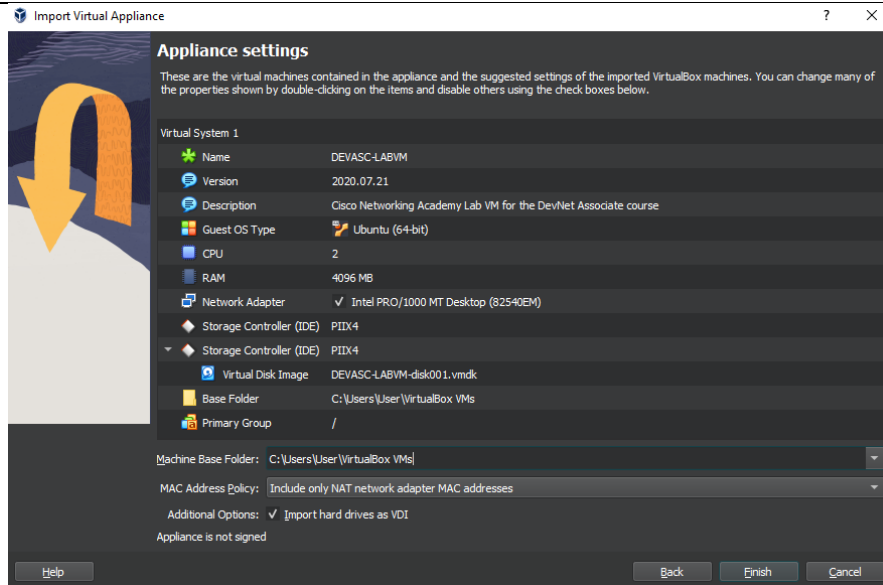 Import Virtual Appliance
?
Appliance settings
These are the virtual machines contained in the appliance and the suggested settings of the imported VirtualBox machines. You can change many of
the properties shown by double-clicking on the items and disable others using the check boxes below.
Virtual System 1
Name DEVASC-LABVM
Version 2020.07.21
Description Cisco Networking Academy Lab VM for the DevNet Associate course
Guest OS Type Ubuntu (64-bit)
CPU 2
RAM 4096 MB
Network Adapter Intel PRO/1000 MT Desktop (82540EM)
Storage Controller (IDE) PIIX4
Storage Controller (IDE) PIIX4
Virtual Disk Image DEVASC-LABVM-disk001.vmdk
Base Folder C:\Users\User\VirtualBox VMs
Primary Group /
Machine Base Folder: C:\Users\User\VirtualBox VMs
MAC Address Policy: Include only NAT network adapter MAC addresses
Additional Options: Import hard drives as VDI
Appliance is not signed
Help Back Finish Cancel